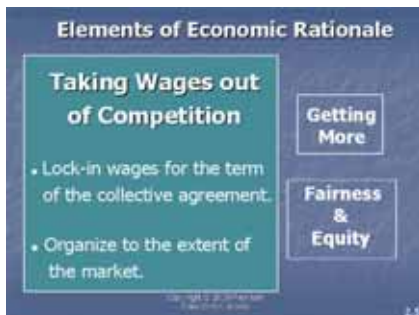 Elements of Economic Rationale
Taking Wages out
of Competition
• Lock-in wages for the term
of the collective agreement.
• Organize to the extent of
the market.
Getting
More
Fairness
&
Equity